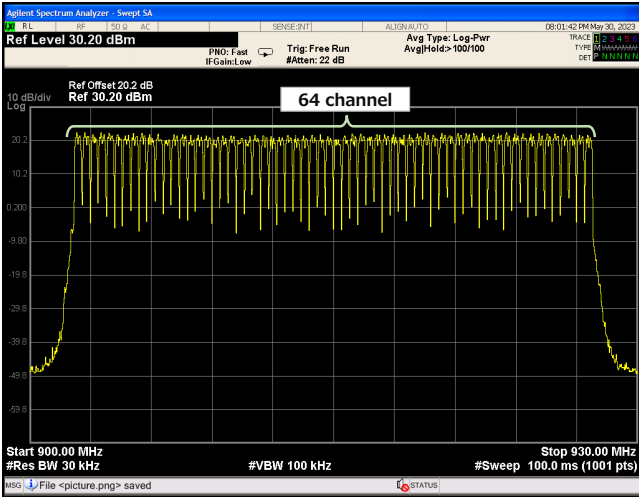 Agilent Spectrum Analyzer - Swept SA
LXI RL RF 50 Ω AC SENSE:INT ALIGN AUTO 08:01:42 PM May 30, 2023
Ref Level 30.20 dBm
Avg Type: Log-Pwr
Avg|Hold:>100/100
PNO: Fast
IFGain:Low
Trig: Free Run
#Atten: 22 dB
TRACE 1 2 3 4 5 6
TYPE M
DET P N N N N N
Ref Offset 20.2 dB
10 dB/div Ref 30.20 dBm
Log
64 channel
20.2
10.2
0.200
-9.80
-19.8
-29.8
-39.8
-49.8
-59.8
Start 900.00 MHz Stop 930.00 MHz
#Res BW 30 kHz #VBW 100 kHz #Sweep 100.0 ms (1001 pts)
MSG File <picture.png> saved STATUS